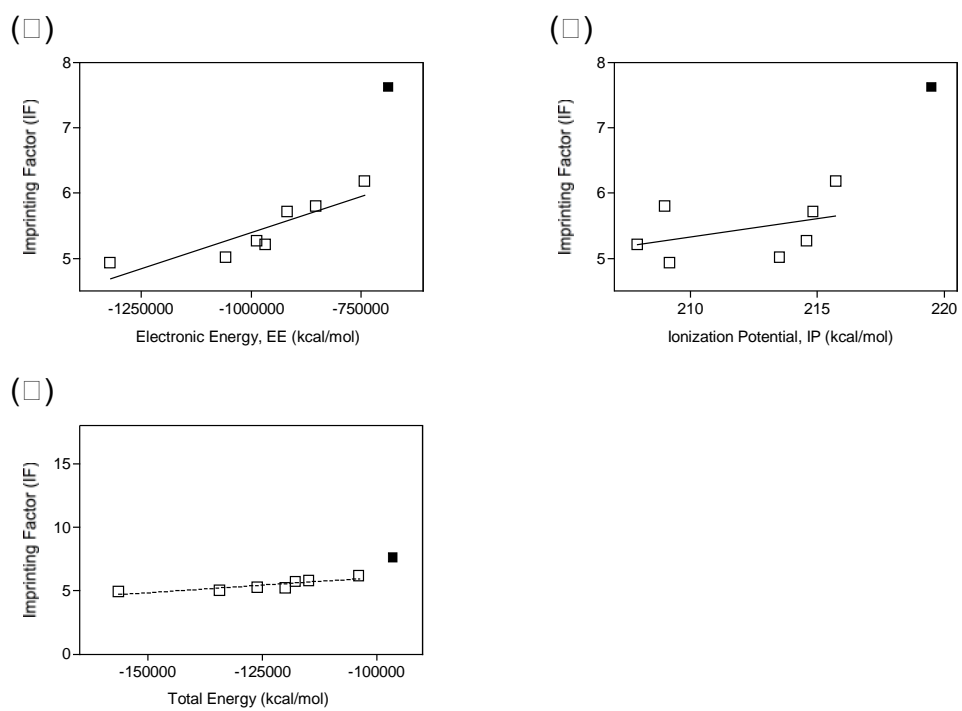 (□)
(□)
8
7
6
5
Imprinting Factor (IF)
-1250000 -1000000 -750000
Electronic Energy, EE (kcal/mol)
8
7
6
5
Imprinting Factor (IF)
210 215 220
Ionization Potential, IP (kcal/mol)
(□)
15
10
5
0
Imprinting Factor (IF)
-150000 -125000 -100000
Total Energy (kcal/mol)